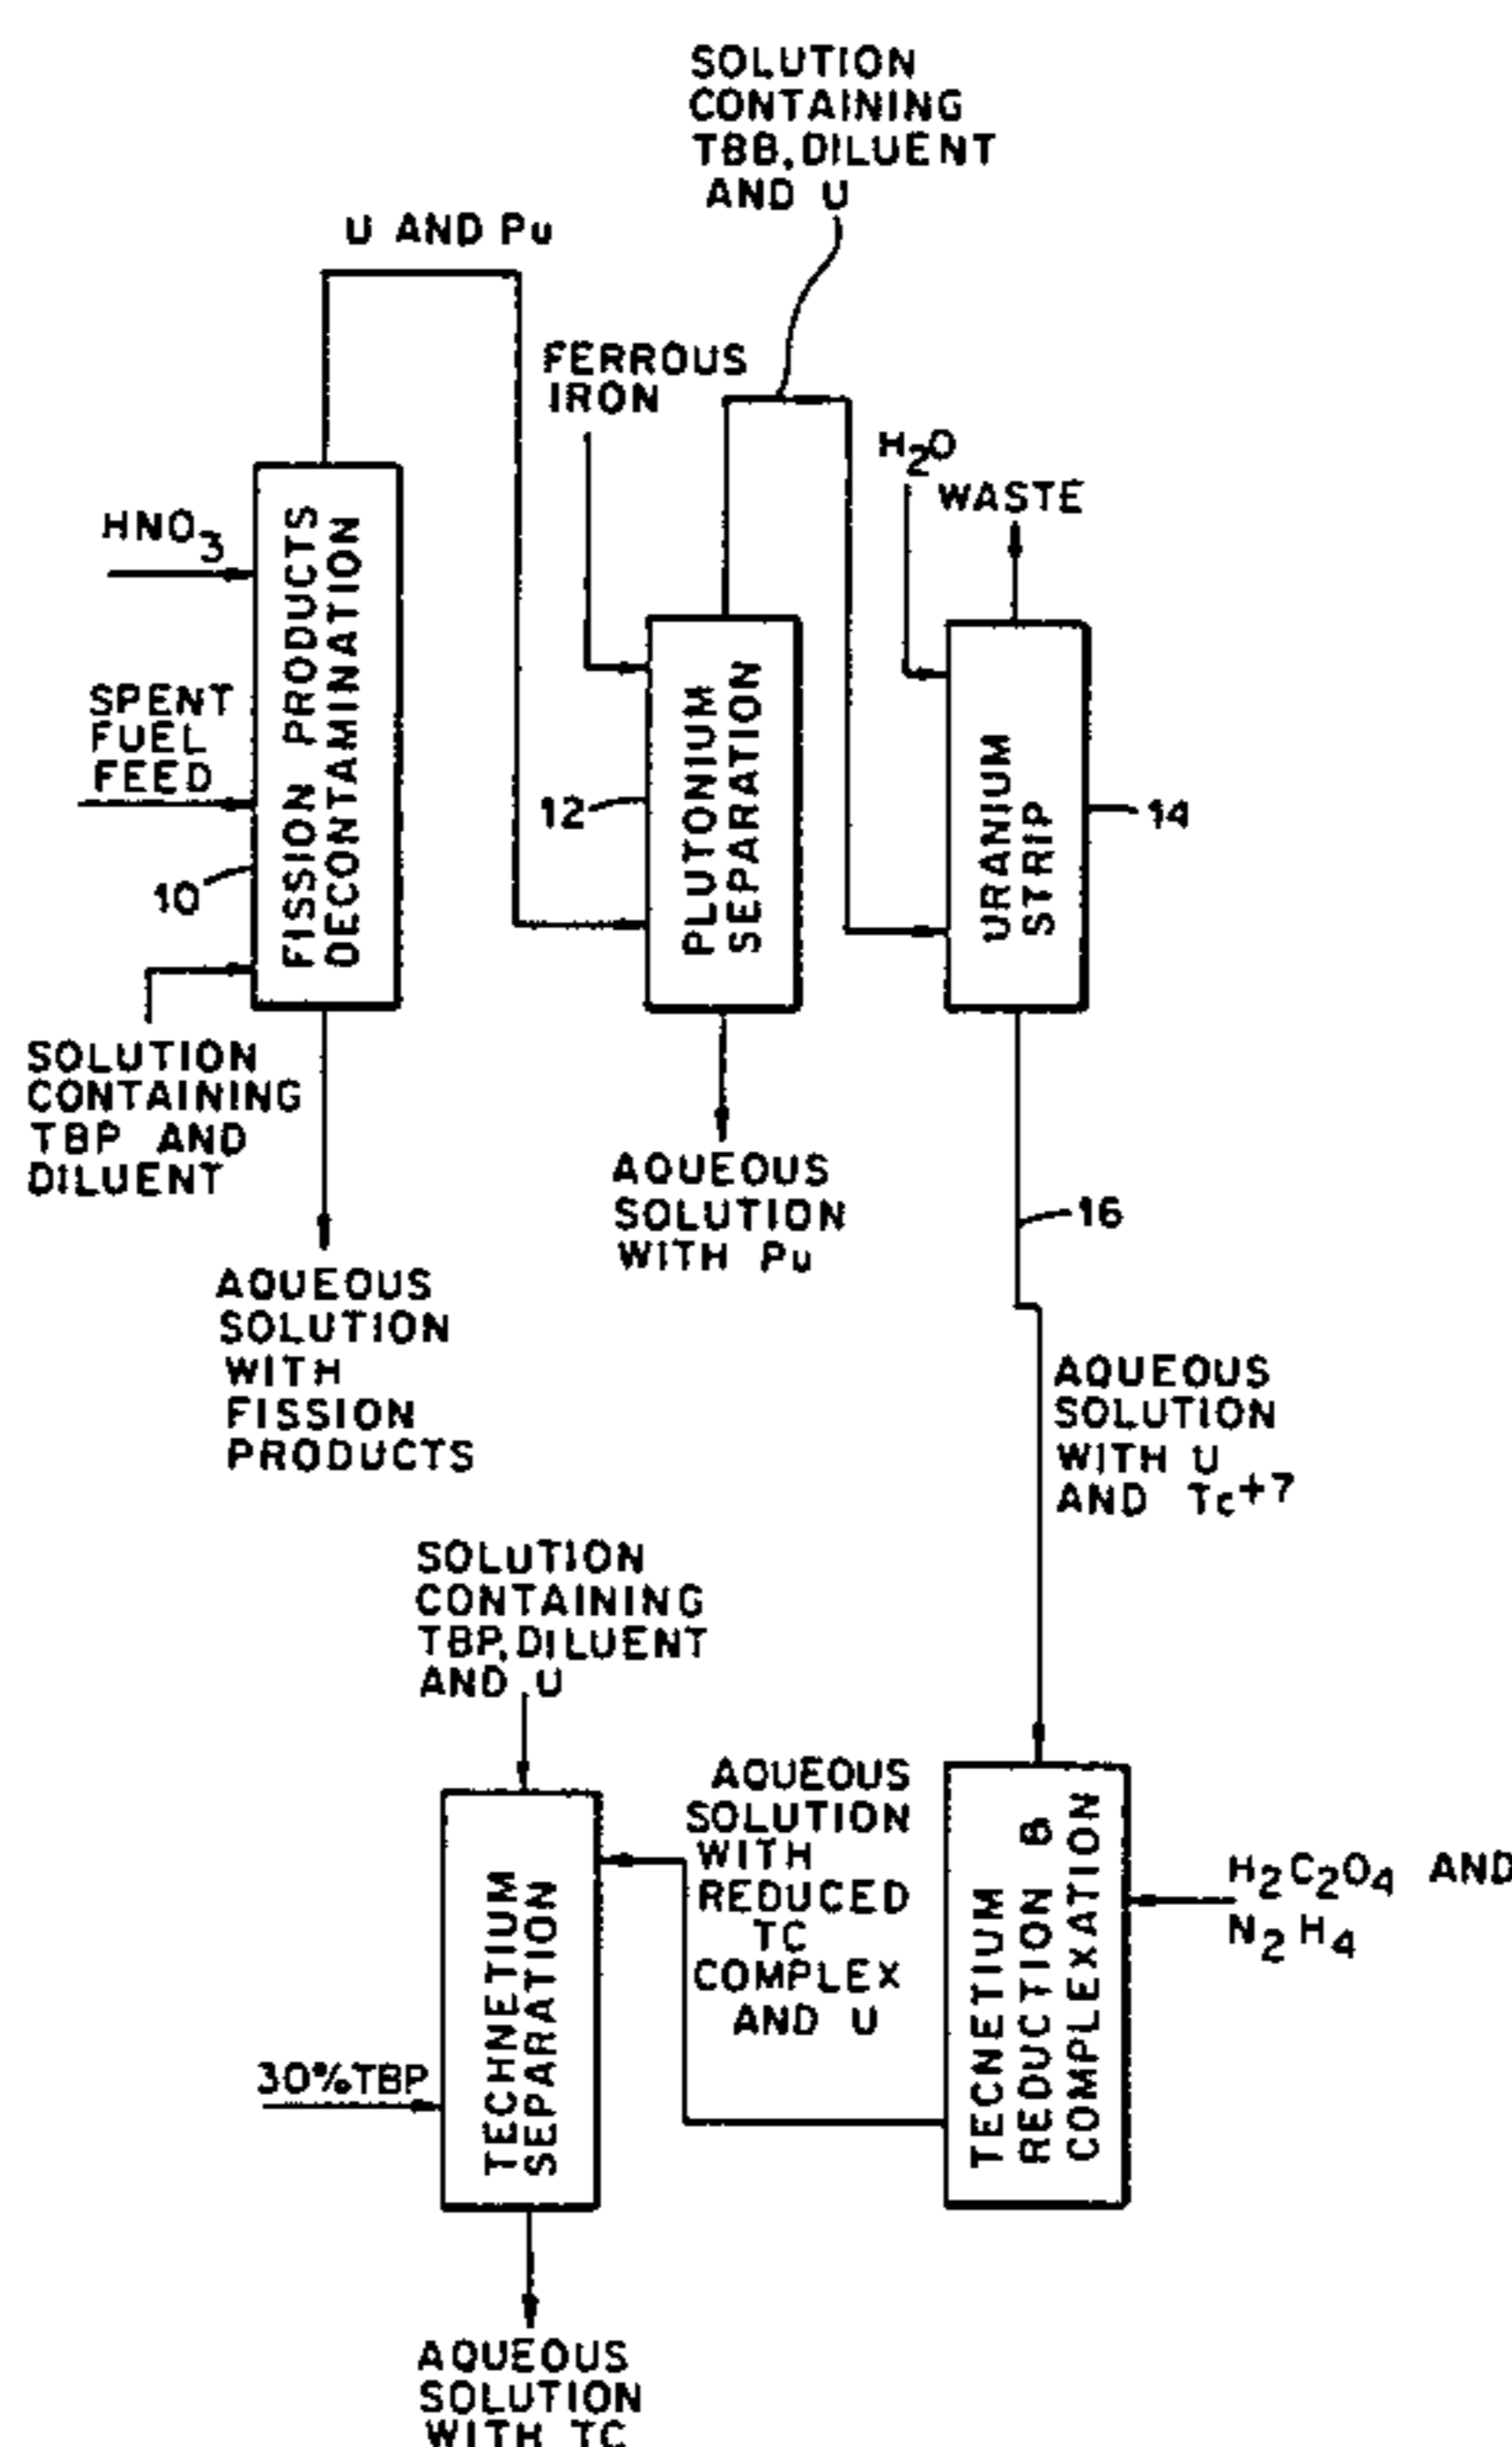 SOLUTION
CONTAINING
TBB, DILUENT
AND U
U AND Pu
FERROUS
IRON
H2O
WASTE
HNO3
SPENT
FUEL
FEED
10
FISSION PRODUCTS
DECONTAMINATION
12
PLUTONIUM
SEPARATION
URANIUM
STRIP
14
SOLUTION
CONTAINING
TBP AND
DILUENT
AQUEOUS
SOLUTION
WITH
FISSION
PRODUCTS
AQUEOUS
SOLUTION
WITH Pu
16
AQUEOUS
SOLUTION
WITH U
AND Tc+7
SOLUTION
CONTAINING
TBP, DILUENT
AND U
AQUEOUS
SOLUTION
WITH
REDUCED
TC
COMPLEX
AND U
TECNETIUM
REDUCTION &
COMPLEXATION
H2C2O4 AND
N2H4
30% TBP
TECHNETIUM
SEPARATION
AQUEOUS
SOLUTION
WITH TC